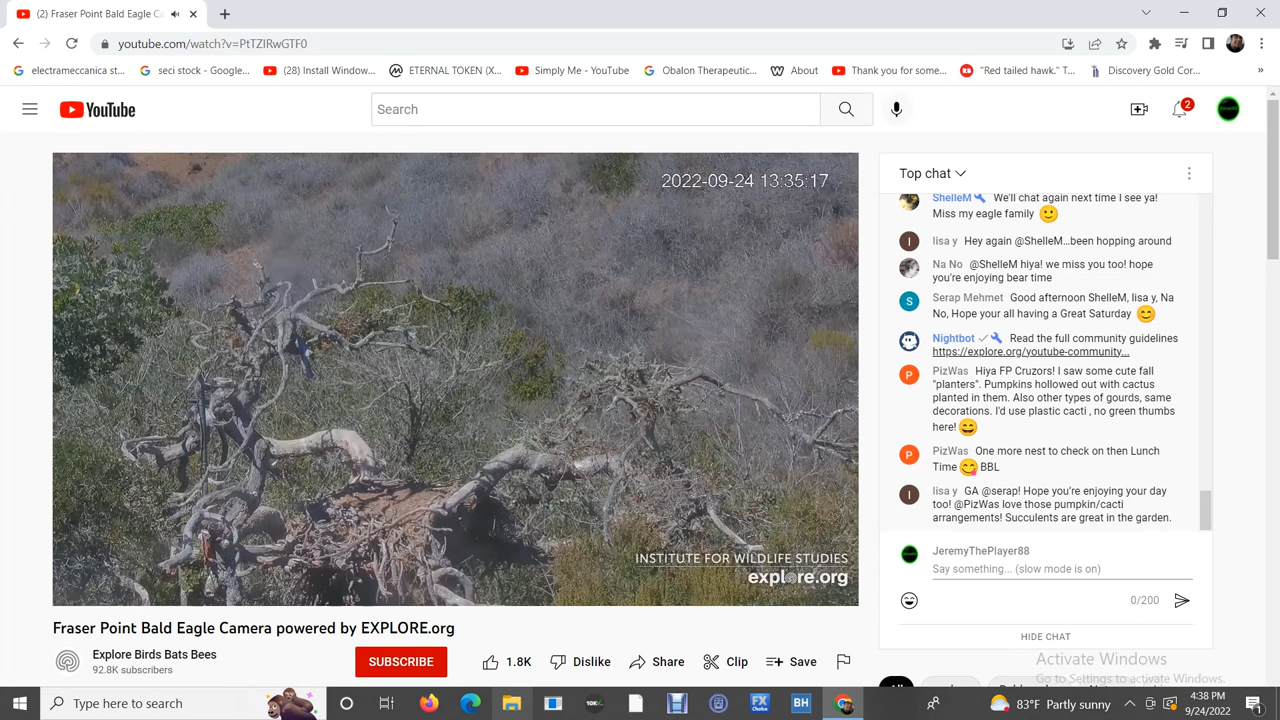 (2) Fraser Point Bald Eagle Ca
youtube.com/watch?v=PtTZlRwGTF0
electrameccanica st...
seci stock - Google...
(28) Install Window...
ETERNAL TOKEN (X...
Simply Me - YouTube
Obalon Therapeutic...
About
Thank you for some...
"Red tailed hawk." T...
Discovery Gold Cor...
»
YouTube
Search
2
2022-09-24 13:35:17
INSTITUTE FOR WILDLIFE STUDIES
explore.org
Top chat
ShelleM We'll chat again next time I see ya!
Miss my eagle family
lisa y Hey again @ShelleM...been hopping around
Na No @ShelleM hiya! we miss you too! hope
you're enjoying bear time
Serap Mehmet Good afternoon ShelleM, lisa y, Na
No, Hope your all having a Great Saturday
Nightbot Read the full community guidelines
https://explore.org/youtube-community...
PizWas Hiya FP Cruzors! I saw some cute fall
"planters". Pumpkins hollowed out with cactus
planted in them. Also other types of gourds, same
decorations. I'd use plastic cacti , no green thumbs
here!
PizWas One more nest to check on then Lunch
Time BBL
lisa y GA @serap! Hope you're enjoying your day
too! @PizWas love those pumpkin/cacti
arrangements! Succulents are great in the garden.
JeremyThePlayer88
Say something... (slow mode is on)
0/200
HIDE CHAT
Fraser Point Bald Eagle Camera powered by EXPLORE.org
Explore Birds Bats Bees
92.8K subscribers
SUBSCRIBE
1.8K
Dislike
Share
Clip
Save
Activate Windows
Go to Settings to activate Windows.
Type here to search
83°F Partly sunny
4:38 PM
9/24/2022
1